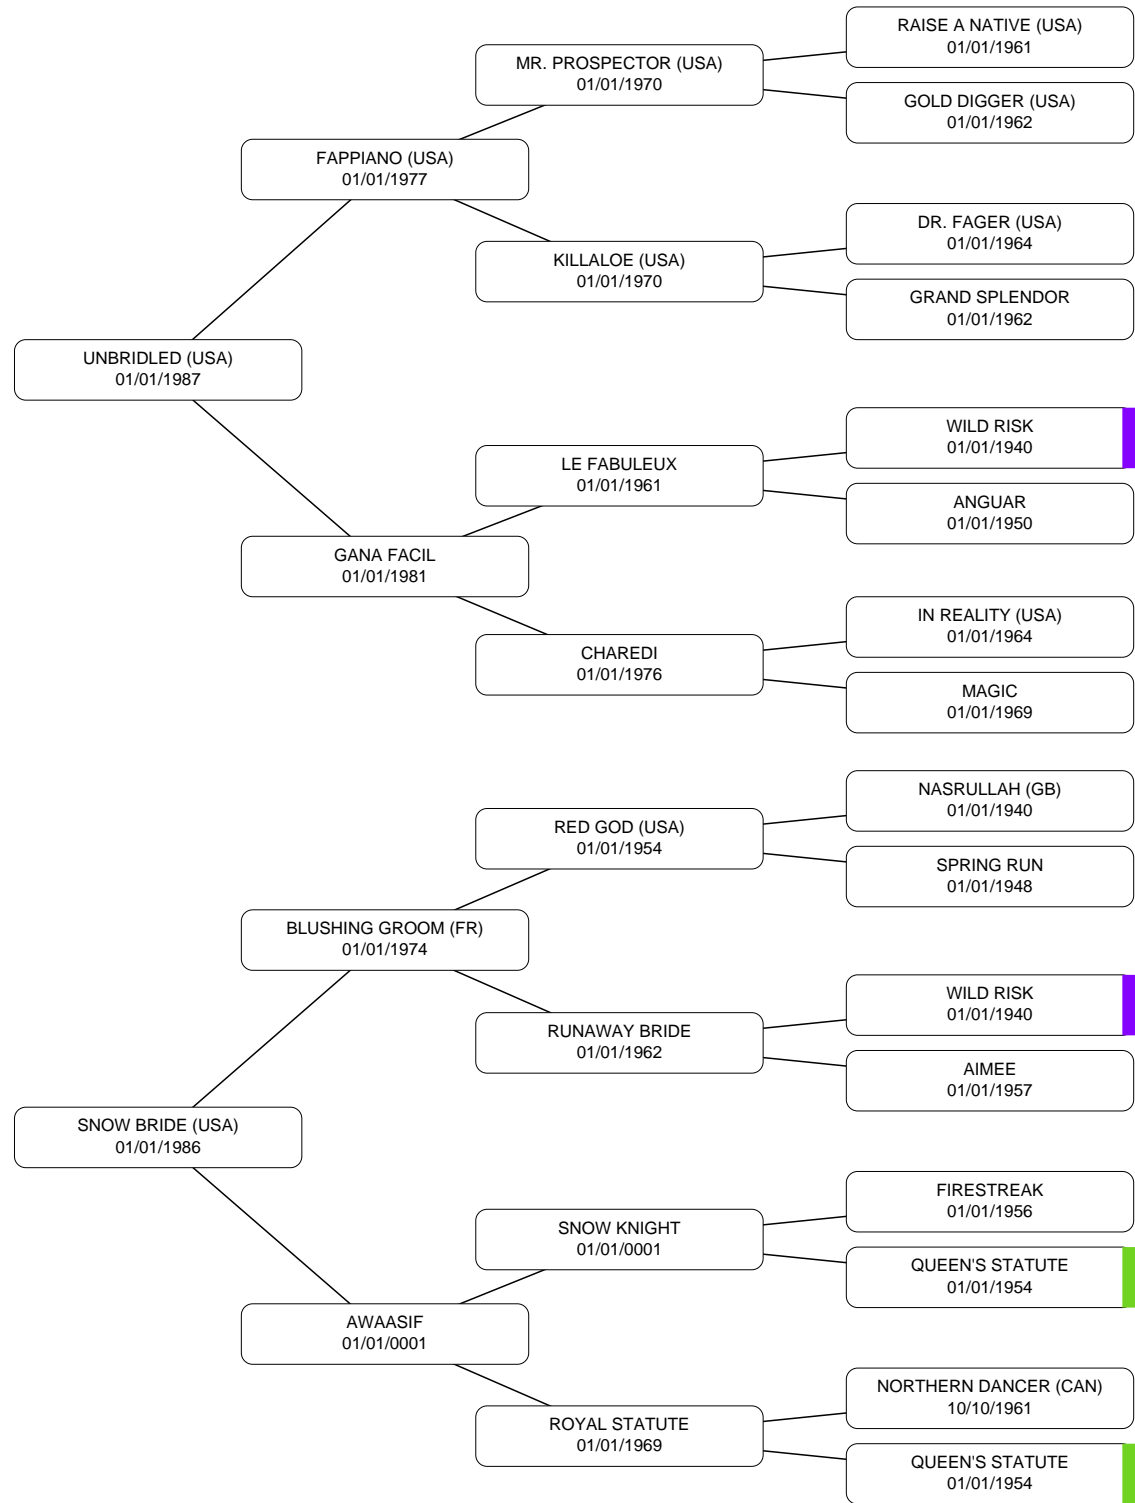 RAISE A NATIVE (USA)
01/01/1961
MR. PROSPECTOR (USA)
01/01/1970
GOLD DIGGER (USA)
01/01/1962
FAPPIANO (USA)
01/01/1977
DR. FAGER (USA)
01/01/1964
KILLALOE (USA)
01/01/1970
GRAND SPLENDOR
01/01/1962
UNBRIDLED (USA)
01/01/1987
WILD RISK
01/01/1940
LE FABULEUX
01/01/1961
ANGUAR
01/01/1950
GANA FACIL
01/01/1981
IN REALITY (USA)
01/01/1964
CHAREDI
01/01/1976
MAGIC
01/01/1969
NASRULLAH (GB)
01/01/1940
RED GOD (USA)
01/01/1954
SPRING RUN
01/01/1948
BLUSHING GROOM (FR)
01/01/1974
WILD RISK
01/01/1940
RUNAWAY BRIDE
01/01/1962
AIMEE
01/01/1957
SNOW BRIDE (USA)
01/01/1986
FIRESTREAK
01/01/1956
SNOW KNIGHT
01/01/0001
QUEEN'S STATUTE
01/01/1954
AWAASIF
01/01/0001
NORTHERN DANCER (CAN)
10/10/1961
ROYAL STATUTE
01/01/1969
QUEEN'S STATUTE
01/01/1954